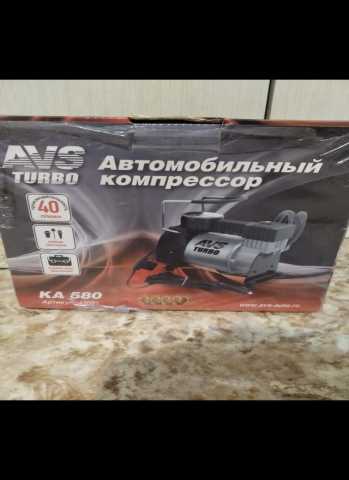 AVS
TURBO
Автомобильный
компрессор
40
AVS
TURBO
KA 580
www.avs-auto.ru